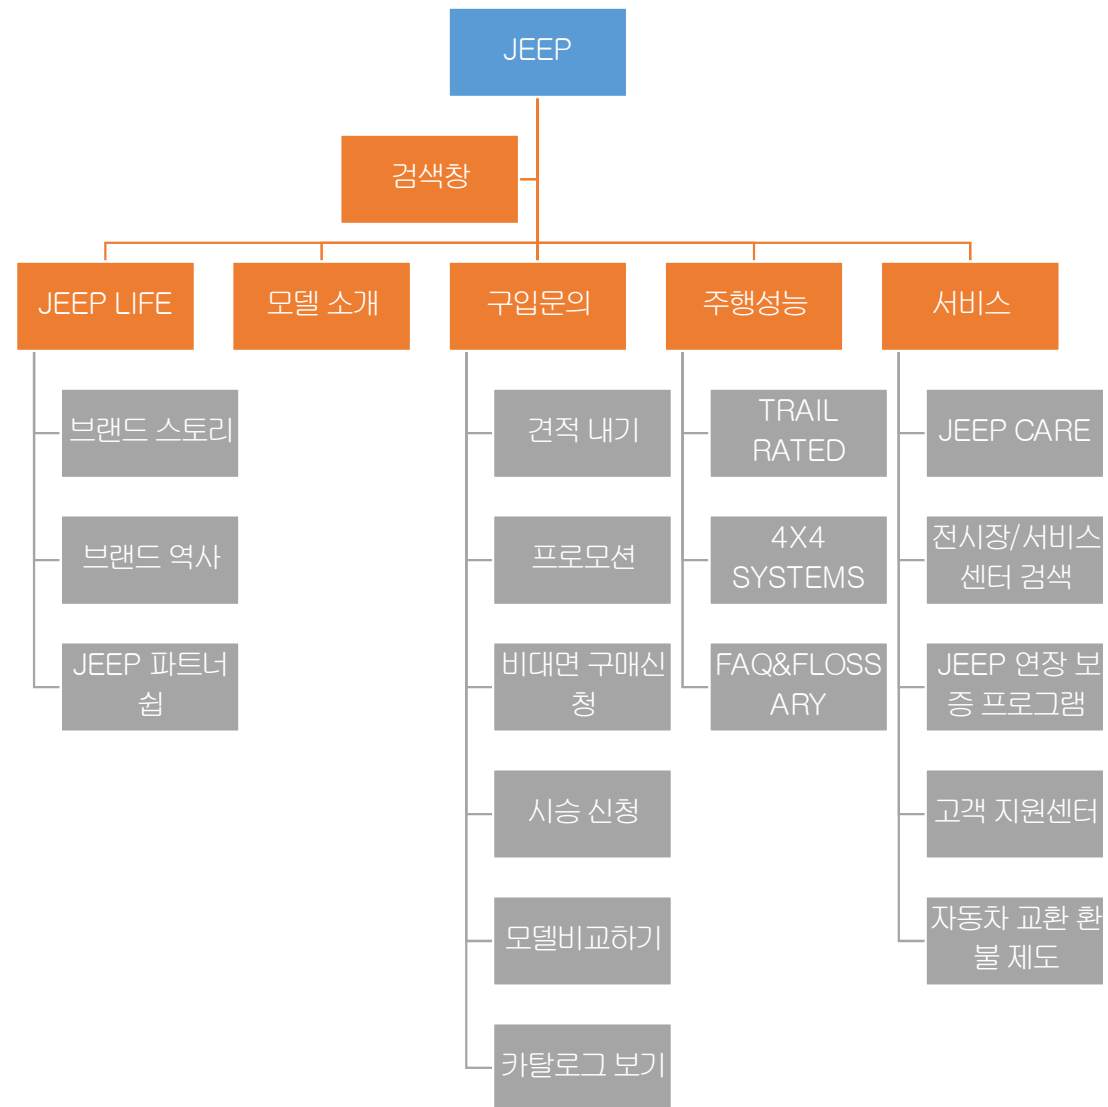 JEEP
검색창
JEEP LIFE
모델 소개
구입문의
주행성능
서비스
브랜드 스토리
브랜드 역사
JEEP 파트너
쉽
견적 내기
프로모션
비대면 구매신
청
시승 신청
모델비교하기
카탈로그 보기
TRAIL
RATED
4X4
SYSTEMS
FAQ&FLOSS
ARY
JEEP CARE
전시장/서비스
센터 검색
JEEP 연장 보
증 프로그램
고객 지원센터
자동차 교환 환
불 제도